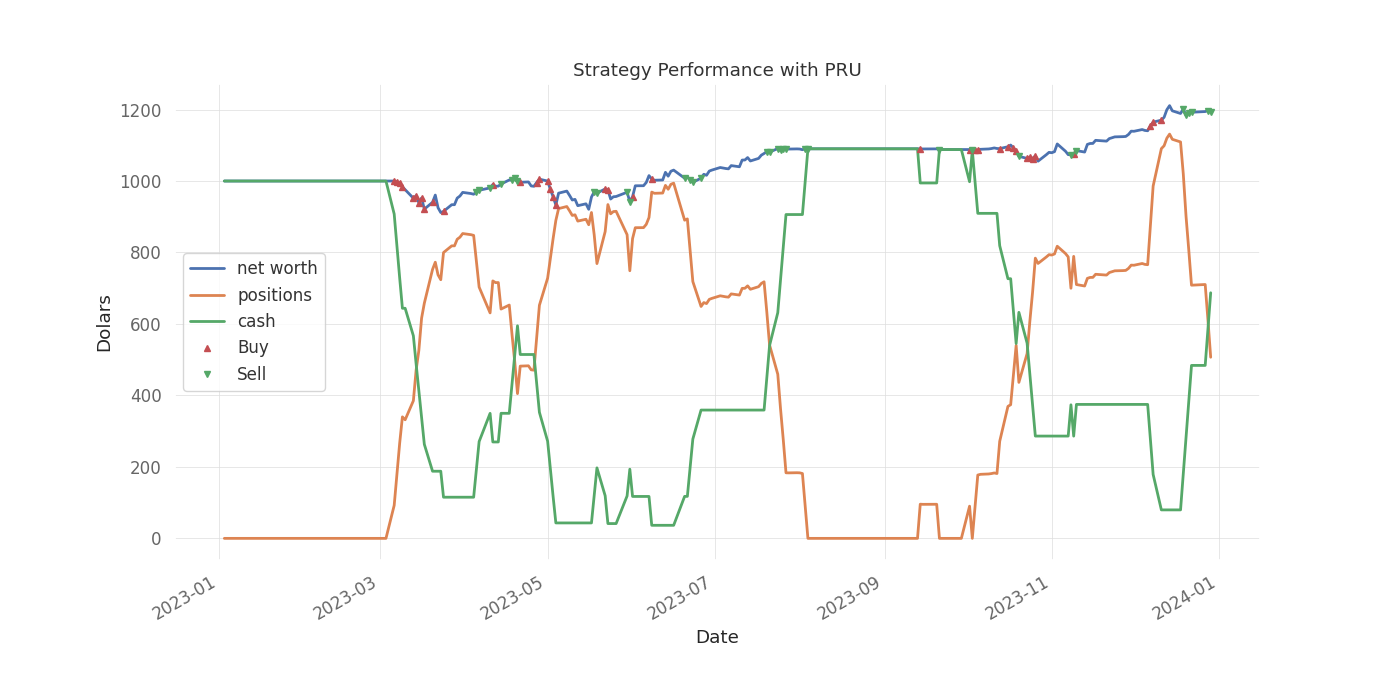 Strategy Performance with PRU
1200
1000
800
600
400
200
0
Dolars
net worth
positions
cash
Buy
Sell
2023-01
2023-03
2023-05
2023-07
2023-09
2023-11
2024-01
Date